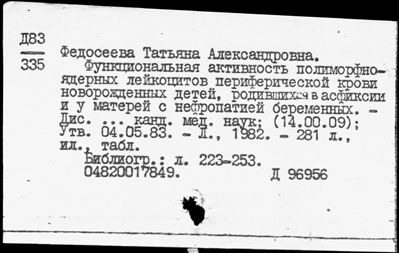 Д83
335
Федосеева Татьяна Александровна.
Функциональная активность полиморфно-
ядерных лейкоцитов периферической крови
новорожденных детей, родившихся в асфиксии
и у матерей с нефропатией беременных. -
Дис. ... канд. мед. наук; (14.00.09);
Утв. 04.05.83. - Л., 1982. - 281 л.,
ил., табл.
Библиогр.: л. 223-253.
04820017849. Д 96956